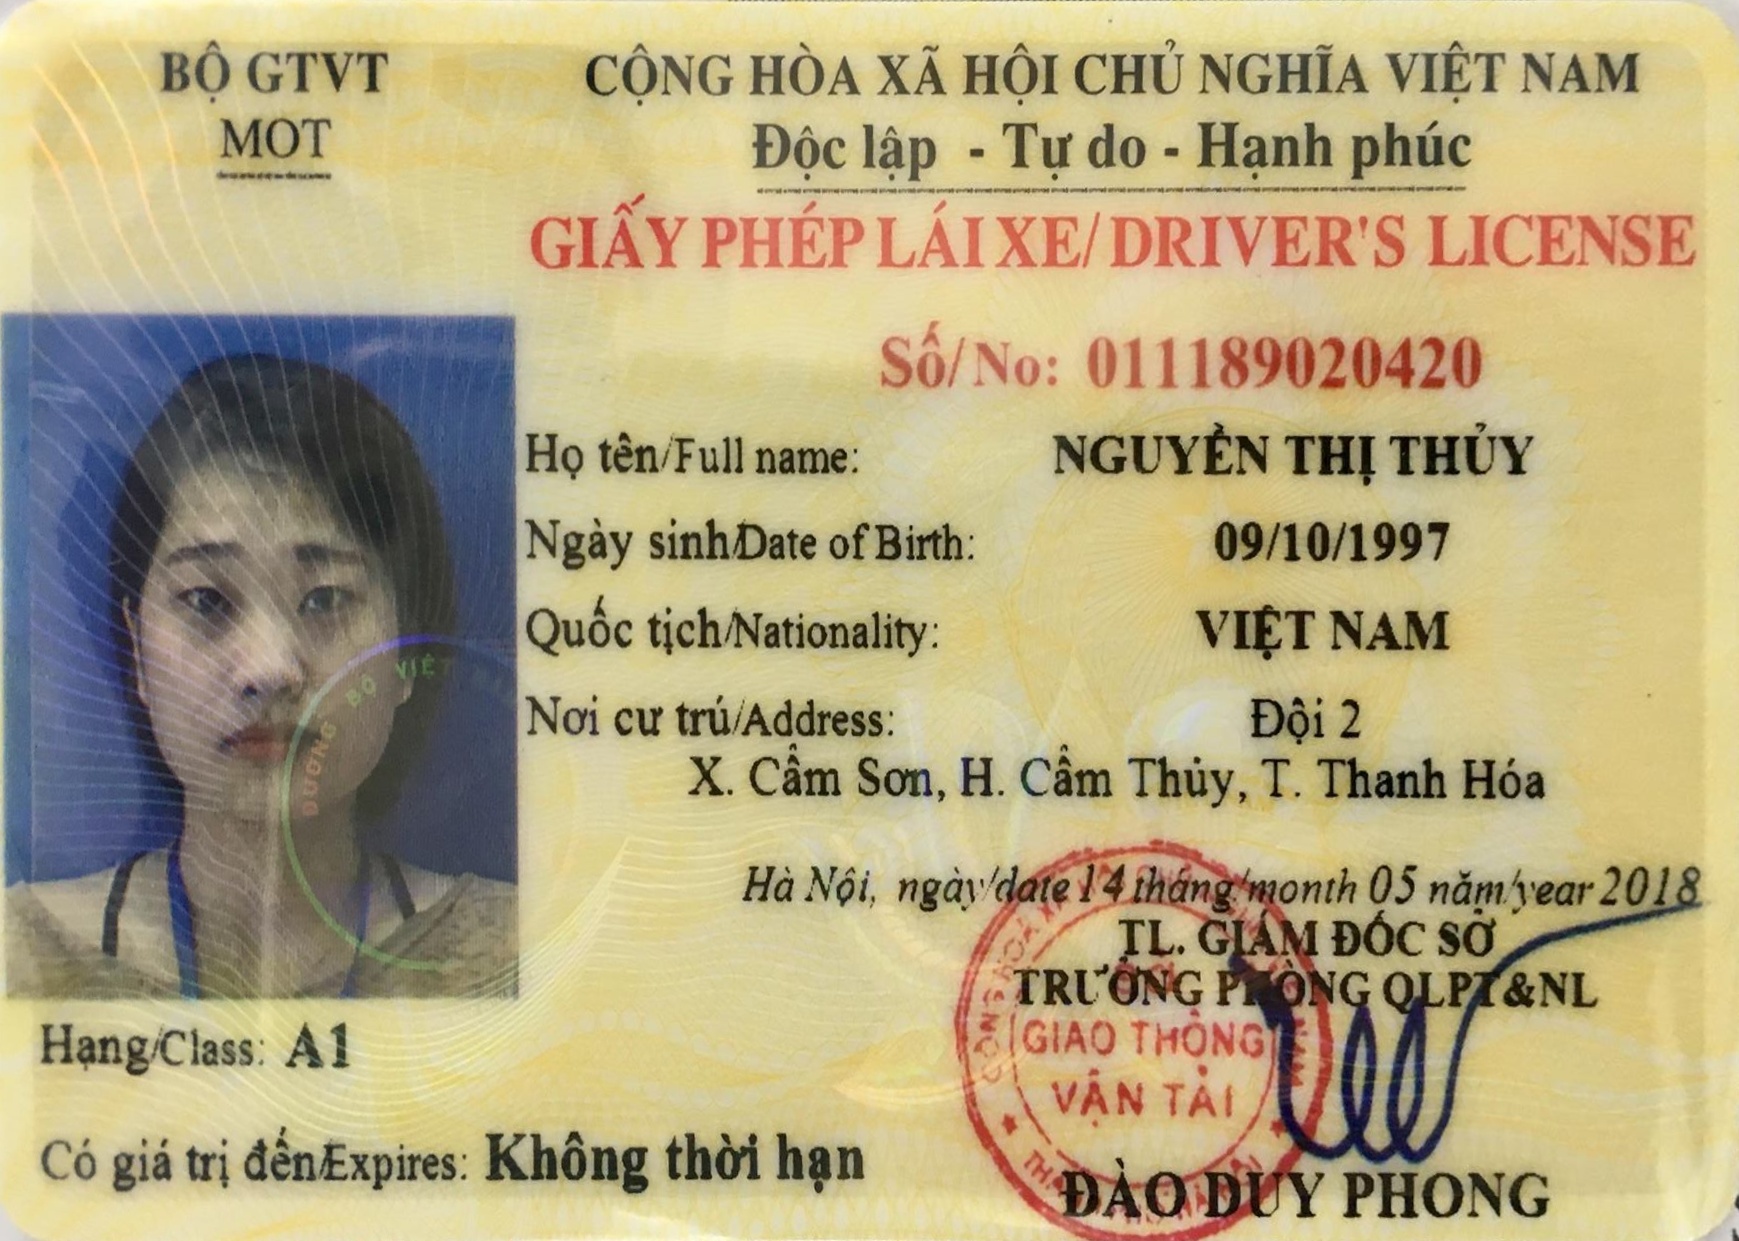 BỘ GTVT
MOT
CỘNG HÒA XÃ HỘI CHỦ NGHĨA VIỆT NAM
Độc lập - Tự do - Hạnh phúc
GIẤY PHÉP LÁI XE/ DRIVER'S LICENSE
Số/No: 011189020420
Họ tên/Full name: NGUYỄN THỊ THỦY
Ngày sinh/Date of Birth: 09/10/1997
Quốc tịch/Nationality: VIỆT NAM
Nơi cư trú/Address: Đội 2
X. Cẩm Sơn, H. Cẩm Thủy, T. Thanh Hóa
ĐƯỜNG BỘ VIỆT
Hà Nội, ngày/date 14 tháng/month 05 năm/year 2018
TL. GIÁM ĐỐC SỞ
TRƯỞNG PHÒNG QLPT&NL
GIAO THÔNG
VẬN TẢI
ĐÀO DUY PHONG
Hạng/Class: A1
Có giá trị đến/Expires: Không thời hạn